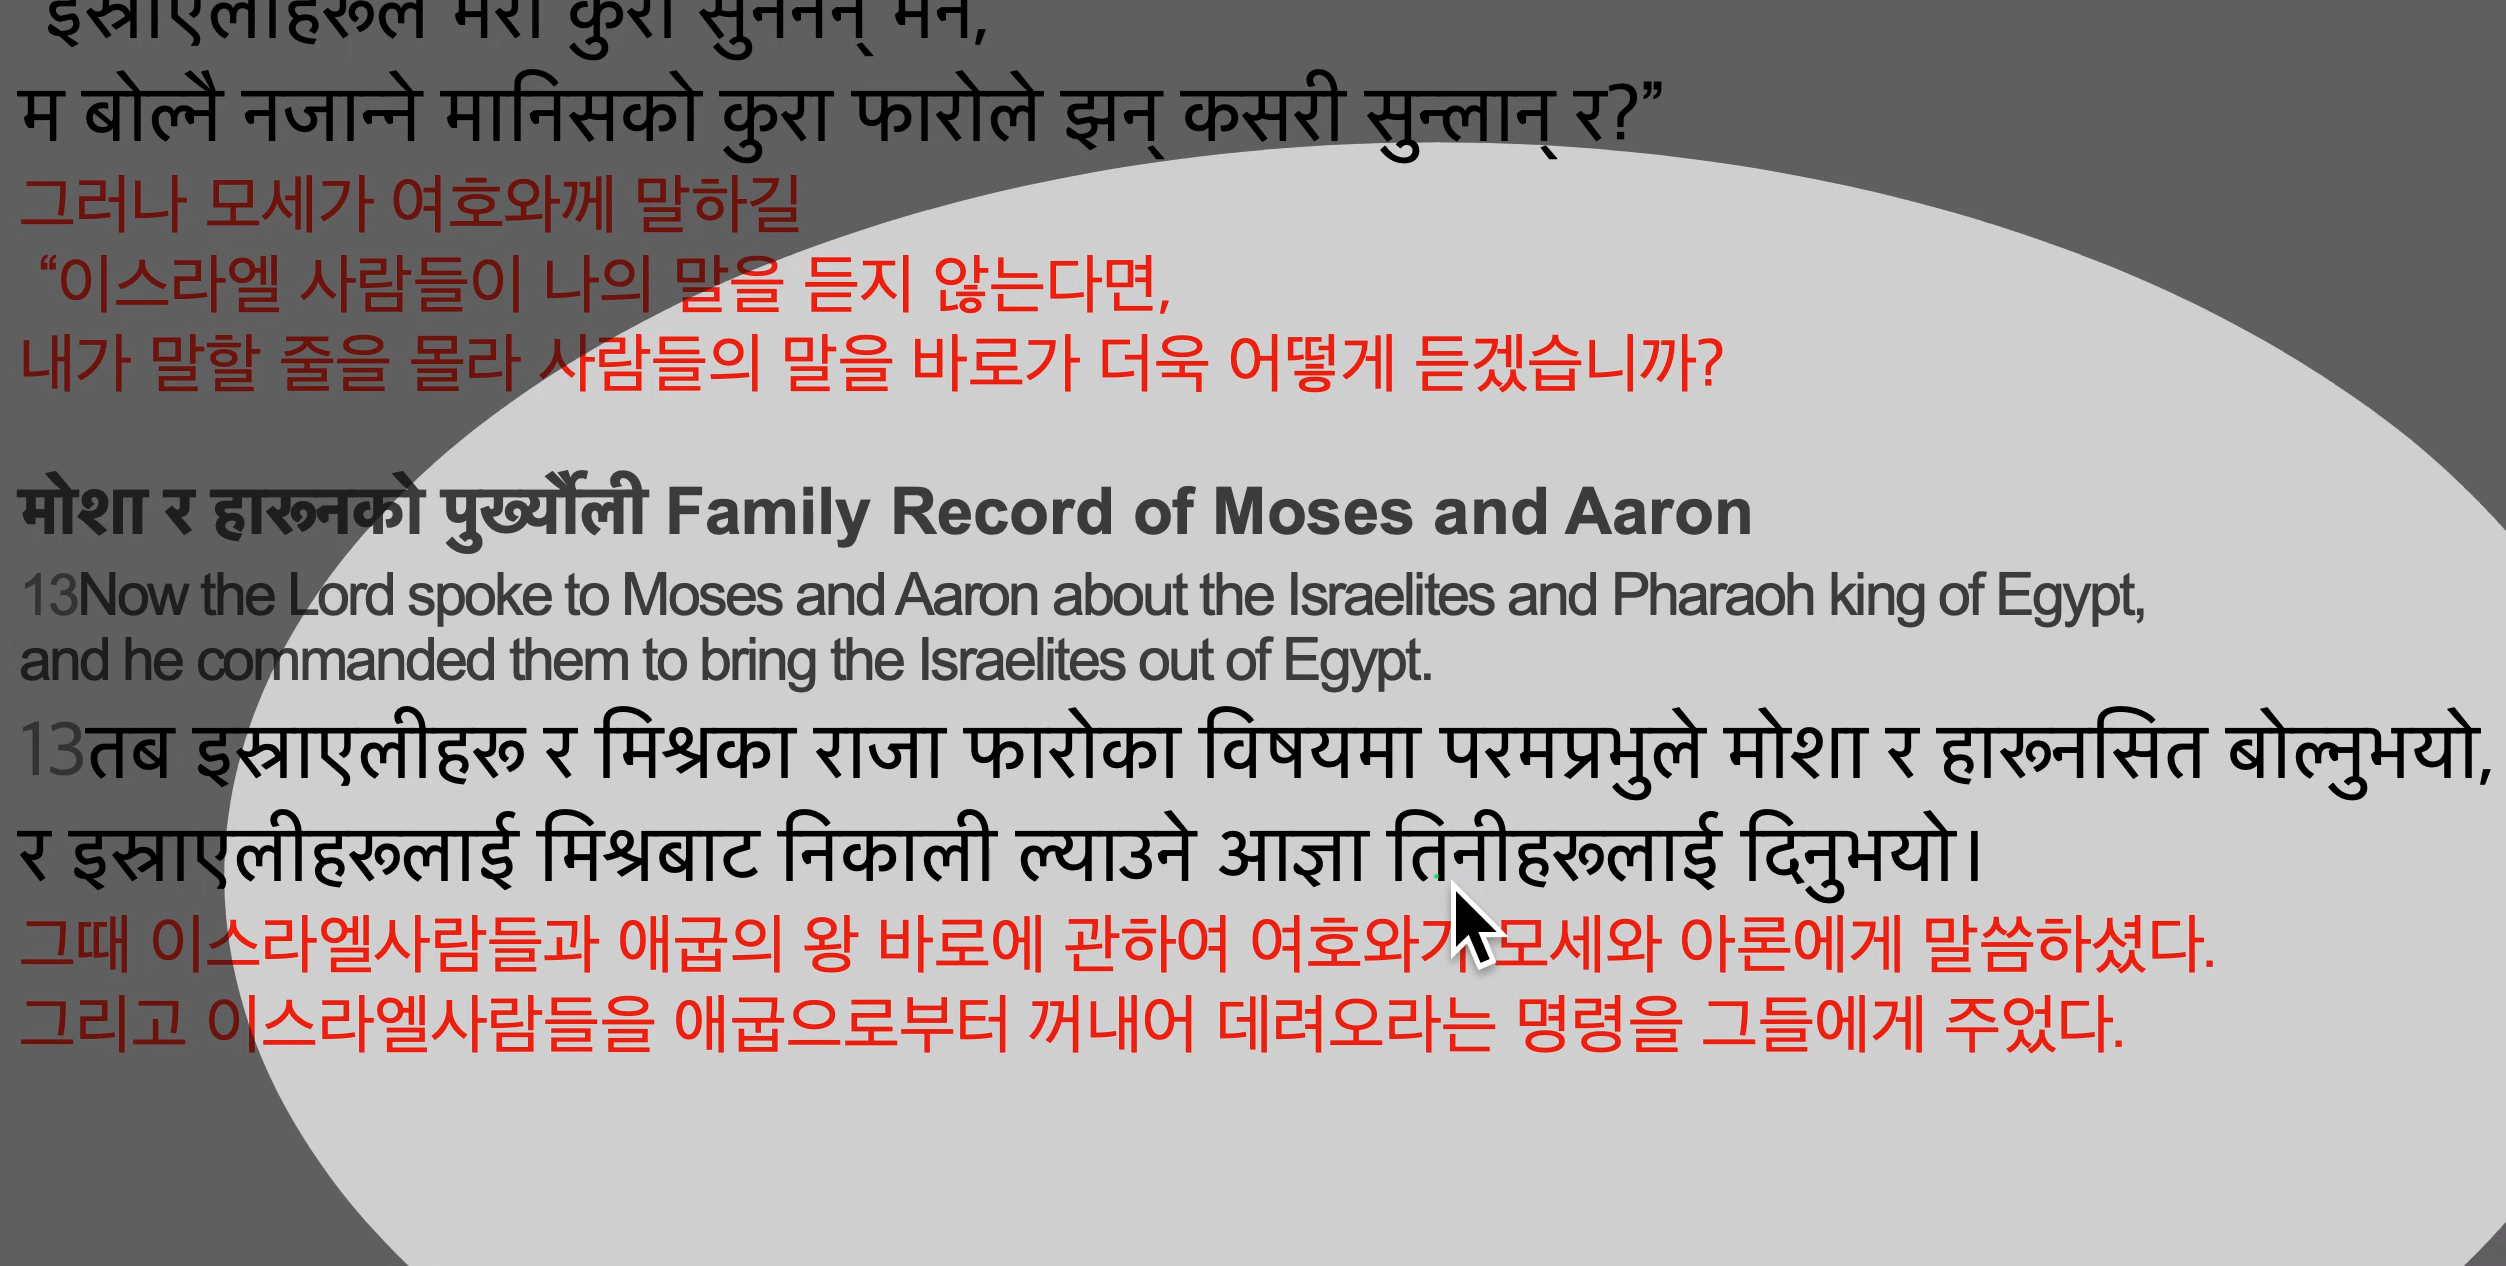 इस्राएलीहरूले मेरो कुरा सुन्दैनन् भने,
म बोल्नै नजान्ने मानिसको कुरा फारोले झन् कसरी सुन्लान् र?”
그러나 모세가 여호와께 말하길
“이스라엘 사람들이 나의 말을 듣지 않는다면,
내가 말할 줄을 몰라 사람들의 말을 바로가 더욱 어떻게 듣겠습니까?
मोशा र हारूनको पुर्ख्यौली Family Record of Moses and Aaron
13Now the Lord spoke to Moses and Aaron about the Israelites and Pharaoh king of Egypt,
and he commanded them to bring the Israelites out of Egypt.
13तब इस्राएलीहरू र मिश्रका राजा फारोका विषयमा परमप्रभुले मोशा र हारूनसित बोल्नुभयो,
र इस्राएलीहरूलाई मिश्रबाट निकाली ल्याउने आज्ञा तिनीहरूलाई दिनुभयो।
그때 이스라엘사람들과 애굽의 왕 바로에 관하여 여호와가 모세와 아론에게 말씀하셨다.
그리고 이스라엘사람들을 애굽으로부터 꺼내어 데려오라는 명령을 그들에게 주었다.